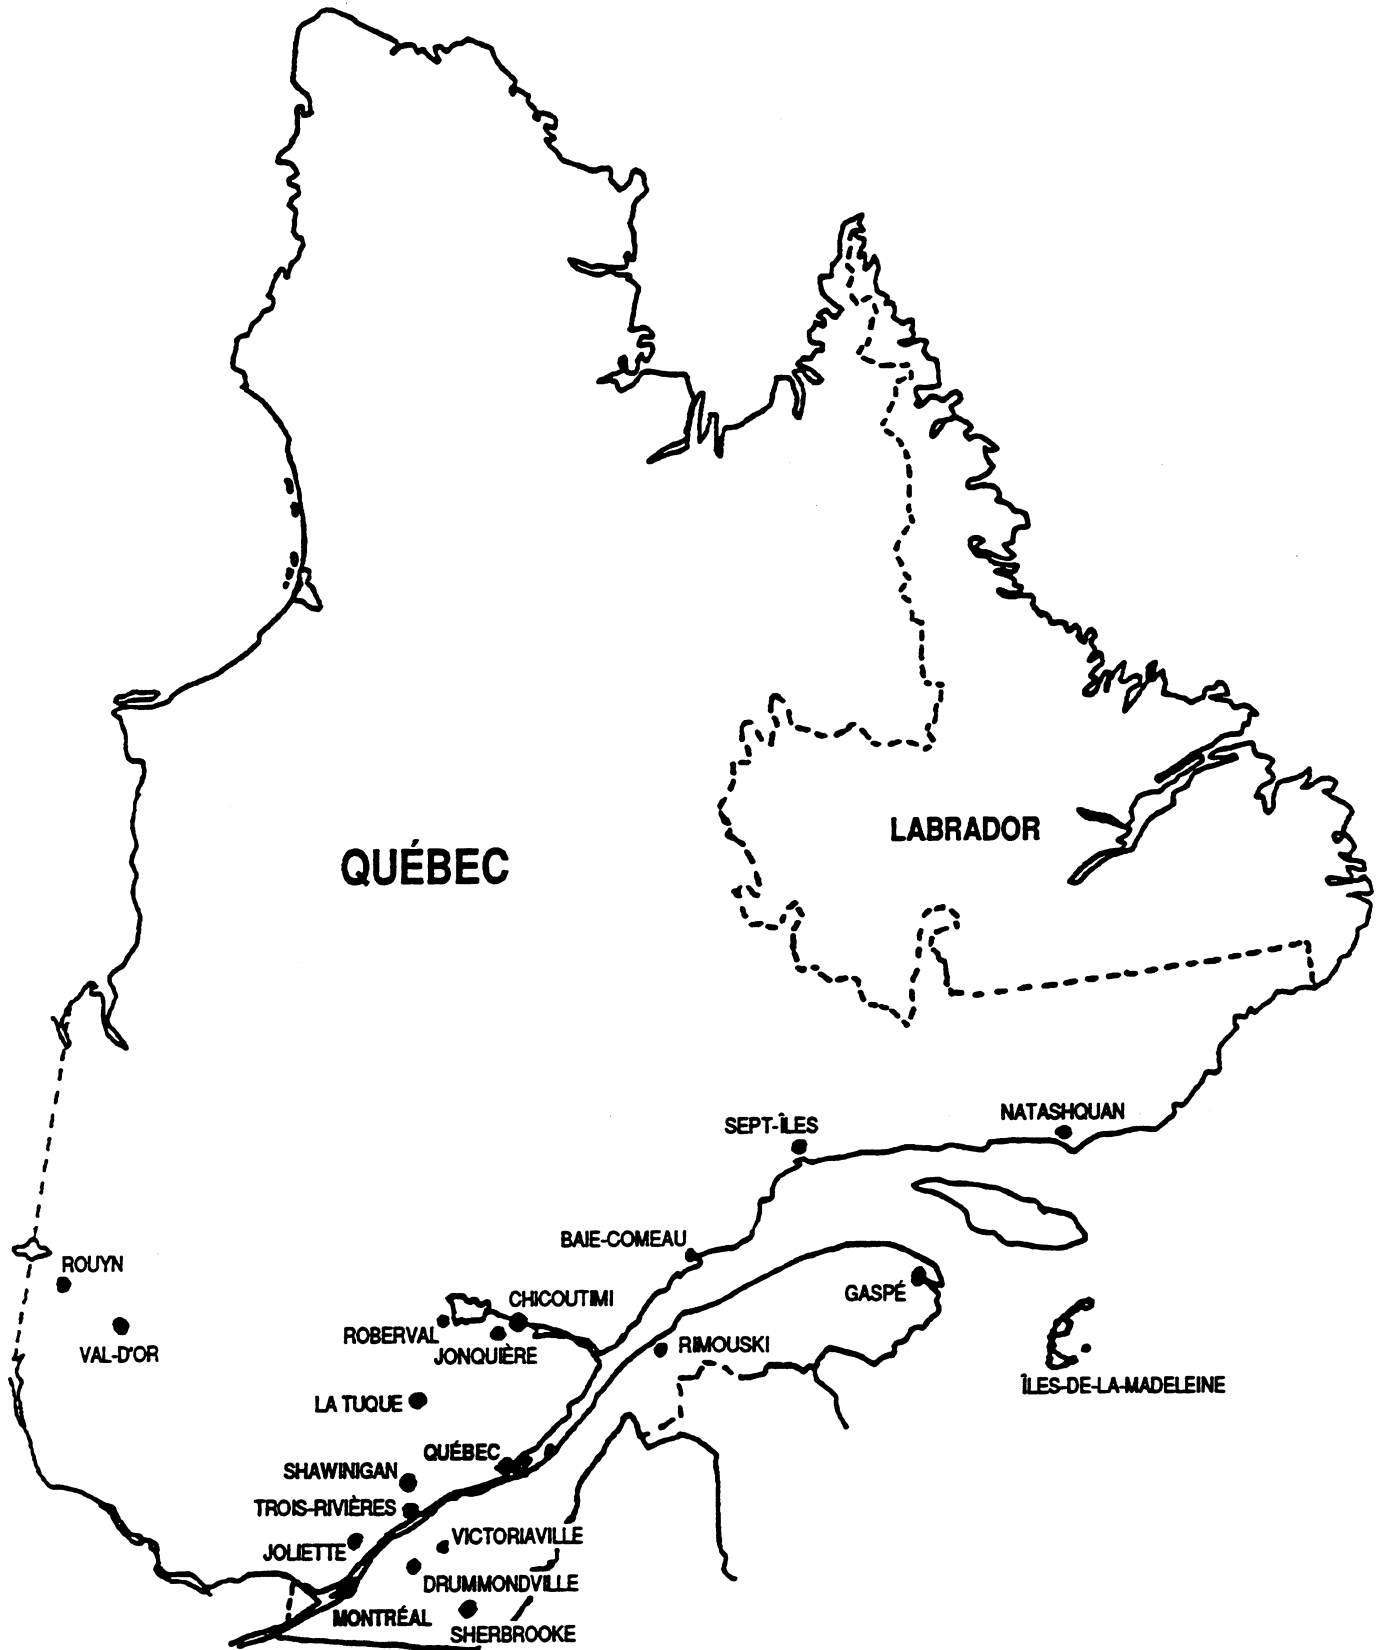 LABRADOR
QUÉBEC
NATASHQUAN
SEPT-ÎLES
BAIE-COMEAU
ROUYN
GASPÉ
CHICOUTIMI
ROBERVAL
JONQUIÈRE
RIMOUSKI
VAL-D'OR
ÎLES-DE-LA-MADELEINE
LA TUQUE
QUÉBEC
SHAWINIGAN
TROIS-RIVIÈRES
VICTORIAVILLE
JOLIETTE
DRUMMONDVILLE
MONTRÉAL
SHERBROOKE